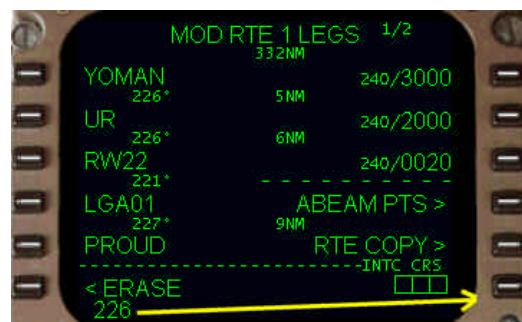 MOD RTE 1 LEGS 1/2
332NM
YOMAN 240/3000
226° 5NM
UR 240/2000
226° 6NM
RW22 240/0020
221° - - - - - - - - - - -
LGA01 ABEAM PTS >
227° 9NM
PROUD RTE COPY >
--------------------------------INTC CRS
< ERASE □□□
226